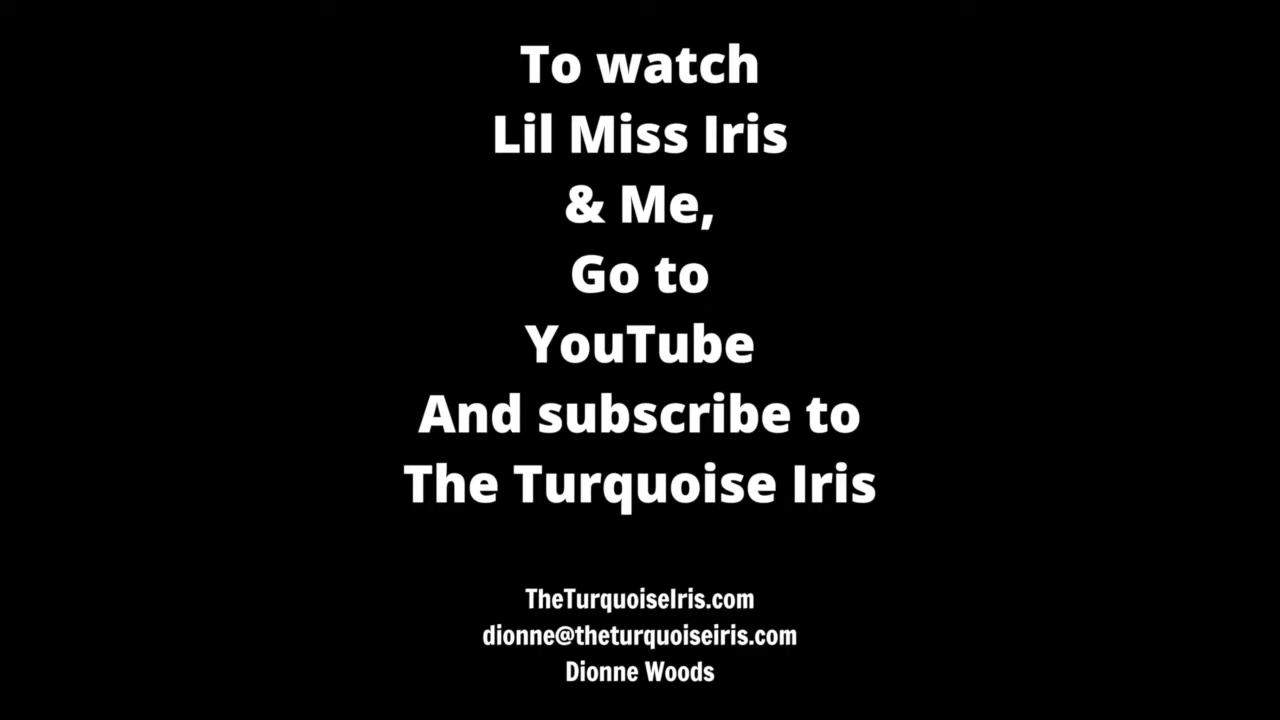 To watch
Lil Miss Iris
& Me,
Go to
YouTube
And subscribe to
The Turquoise Iris
TheTurquoiseIris.com
dionne@theturquoiseiris.com
Dionne Woods